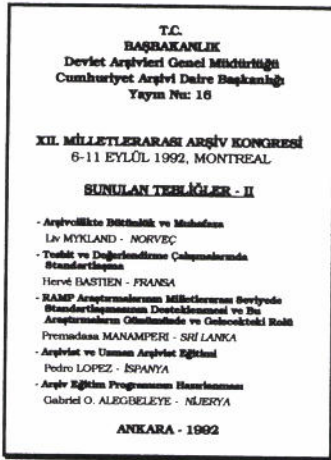 T.C.
BAŞBAKANLIK
Devlet Arşivleri Genel Müdürlüğü
Cumhuriyet Arşivi Daire Başkanlığı
Yayın Nu: 16
XII. MİLLETLERARASI ARŞİV KONGRESİ
6-11 EYLÜL 1992, MONTREAL
SUNULAN TEBLİĞLER - II
- Arşivcilikte Bütünlük ve Muhafaza
Liv MYKLAND - NORVEÇ
- Tesbit ve Değerlendirme Çalışmalarında
Standartlaşma
Hervé BASTIEN - FRANSA
- RAMP Araştırmalarının Milletlerarası Seviyede
Standartlaşmasının Desteklenmesi ve Bu
Araştırmaların Günümüzde ve Gelecekteki Rolü
Premadasa MANAMPERI - SRİ LANKA
- Arşivist ve Uzman Arşivist Eğitimi
Pedro LOPEZ - İSPANYA
- Arşiv Eğitim Programının Hazırlanması
Gabriel O. ALEGBELEYE - NİJERYA
ANKARA - 1992